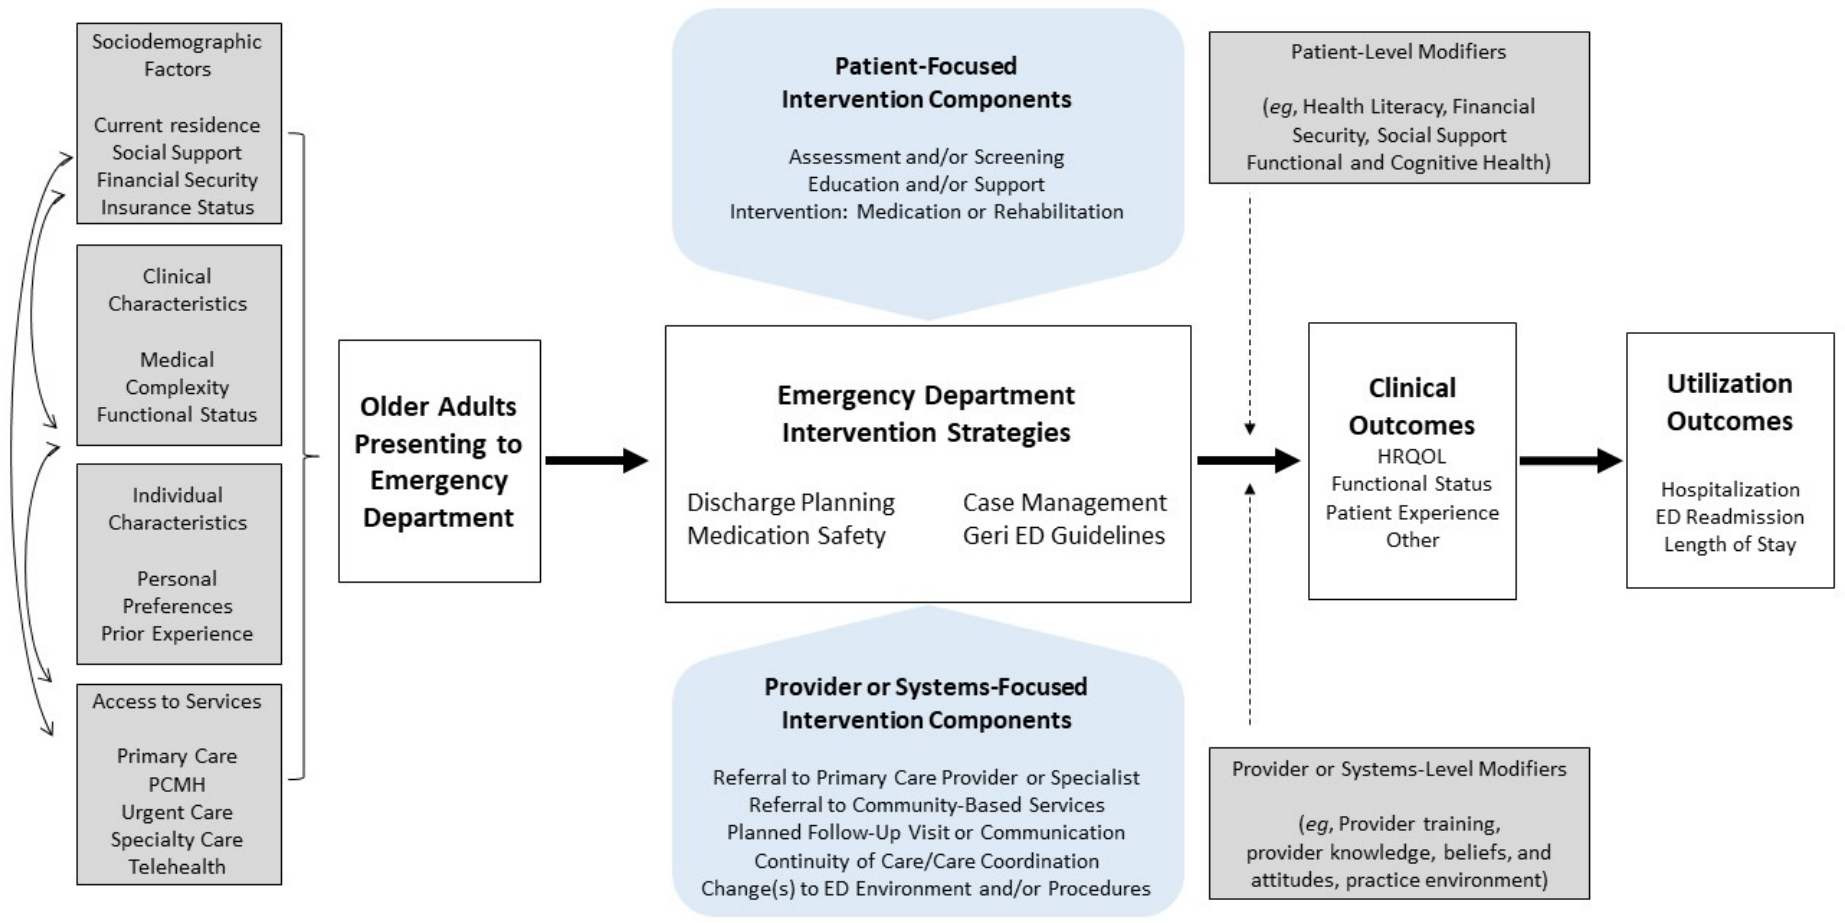 Sociodemographic
Factors
Current residence
Social Support
Financial Security
Insurance Status
Clinical
Characteristics
Medical
Complexity
Functional Status
Individual
Characteristics
Personal
Preferences
Prior Experience
Access to Services
Primary Care
PCMH
Urgent Care
Specialty Care
Telehealth
Older Adults
Presenting to
Emergency
Department
Patient-Focused
Intervention Components
Assessment and/or Screening
Education and/or Support
Intervention: Medication or Rehabilitation
Emergency Department
Intervention Strategies
Discharge Planning
Case Management
Medication Safety
Geri ED Guidelines
Provider or Systems-Focused
Intervention Components
Referral to Primary Care Provider or Specialist
Referral to Community-Based Services
Planned Follow-Up Visit or Communication
Continuity of Care/Care Coordination
Change(s) to ED Environment and/or Procedures
Patient-Level Modifiers
(eg, Health Literacy, Financial
Security, Social Support
Functional and Cognitive Health)
Provider or Systems-Level Modifiers
(eg, Provider training,
provider knowledge, beliefs, and
attitudes, practice environment)
Clinical
Outcomes
HRQOL
Functional Status
Patient Experience
Other
Utilization
Outcomes
Hospitalization
ED Readmission
Length of Stay